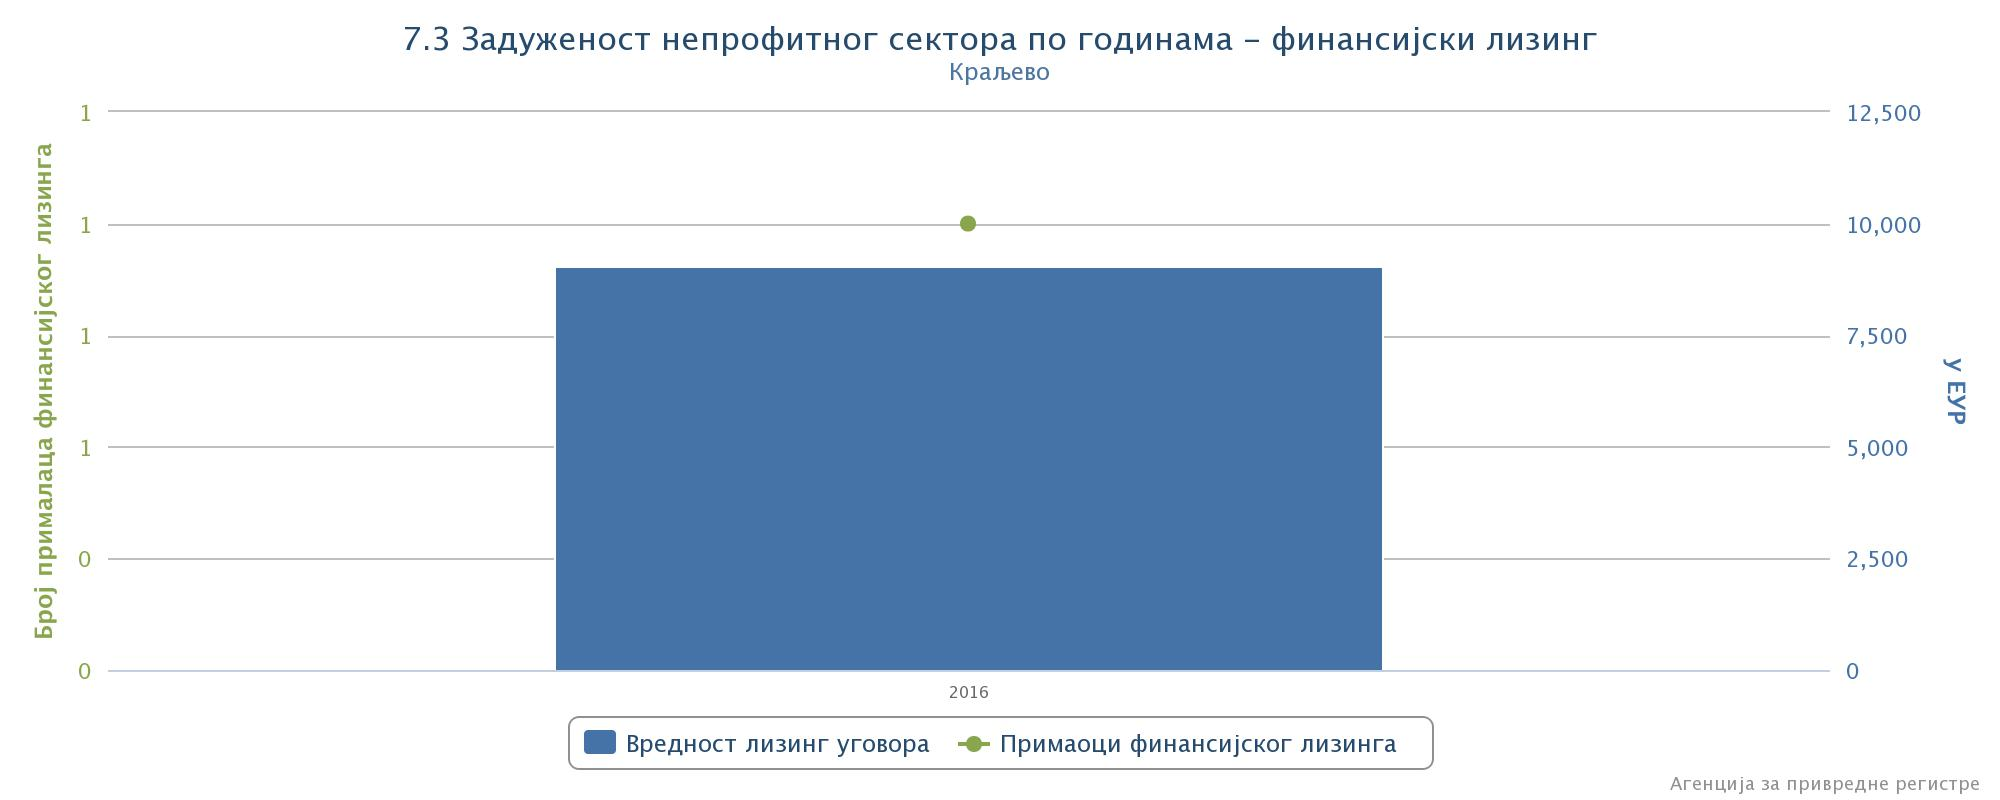 7.3 Задуженост непрофитног сектора по годинама – финансијски лизинг
Краљево
Број прималаца финансијског лизинга
1
1
1
1
0
0
12,500
10,000
7,500
5,000
2,500
0
у ЕУР
2016
Вредност лизинг уговора
Примаоци финансијског лизинга
Агенција за привредне регистре